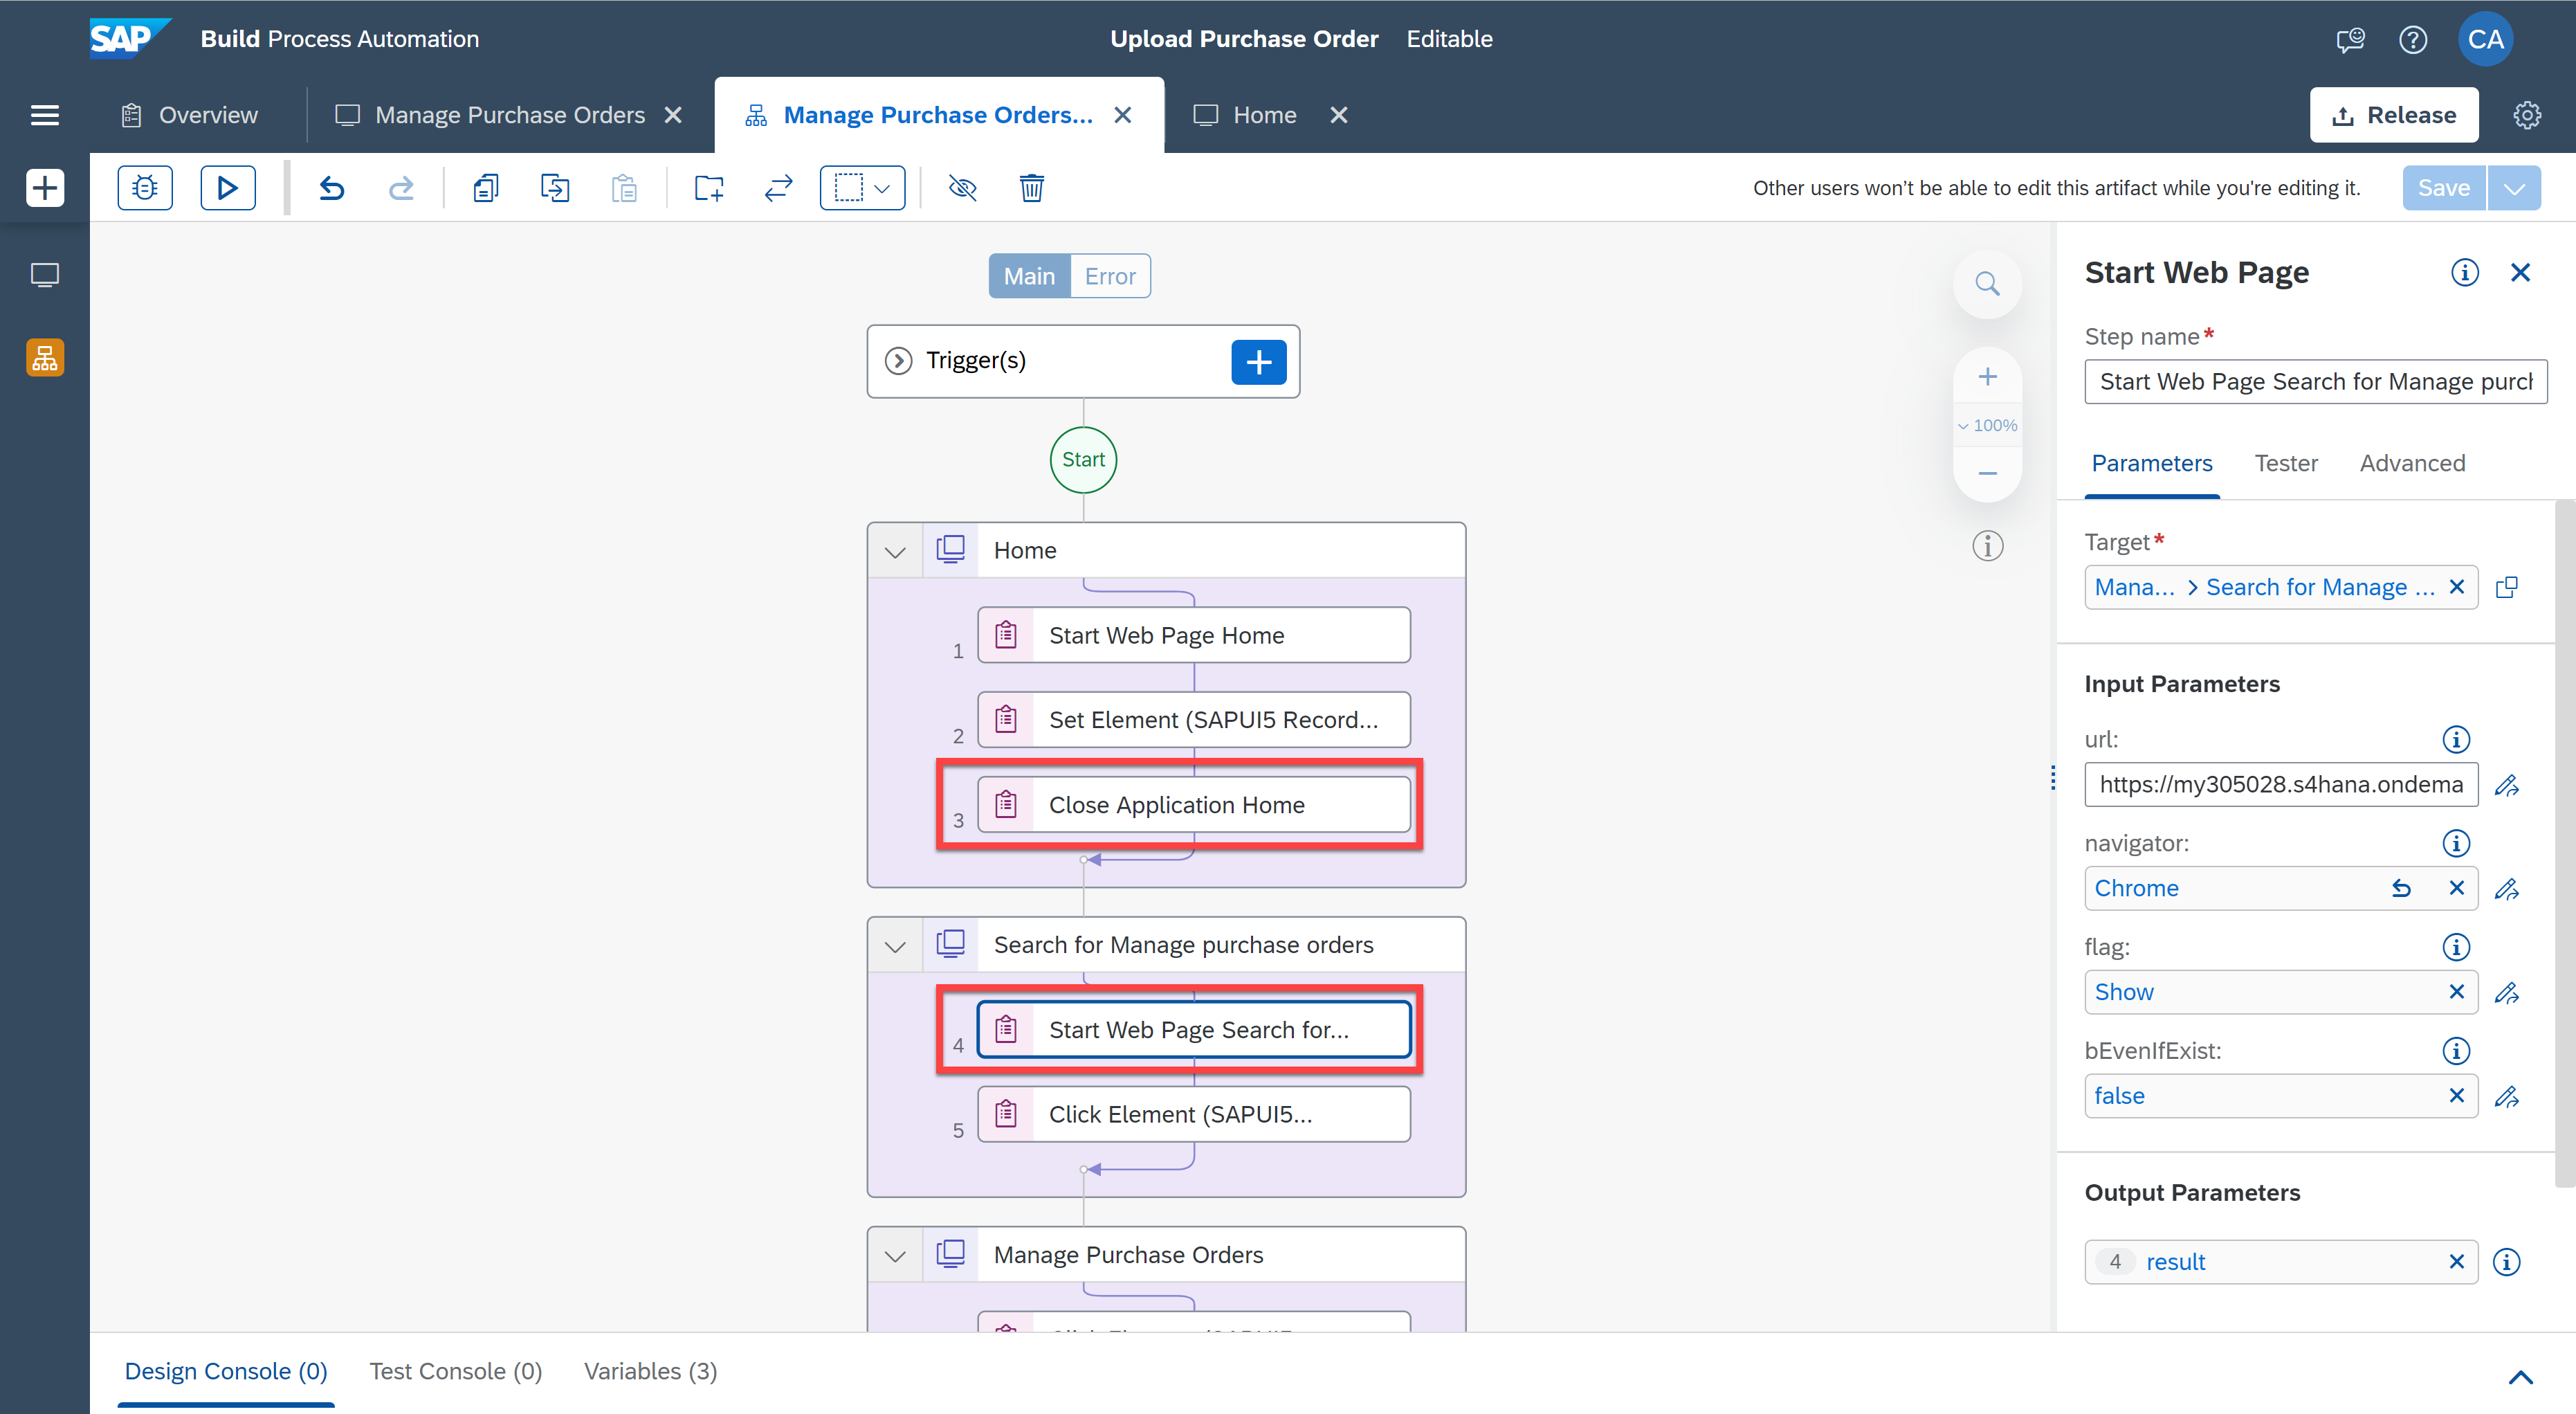 SAP Build Process Automation
Upload Purchase Order Editable
CA
Overview
Manage Purchase Orders
Manage Purchase Orders...
Home
Release
Other users won't be able to edit this artifact while you're editing it.
Save
Main
Error
Trigger(s)
Start
100%
Home
1
Start Web Page Home
2
Set Element (SAPUI5 Record...
3
Close Application Home
Search for Manage purchase orders
4
Start Web Page Search for...
5
Click Element (SAPUI5...
Manage Purchase Orders
Start Web Page
Step name*
Start Web Page Search for Manage purch
Parameters
Tester
Advanced
Target*
Mana... > Search for Manage ...
Input Parameters
url:
https://my305028.s4hana.ondema
navigator:
Chrome
flag:
Show
bEvenIfExist:
false
Output Parameters
4 result
Design Console (0)
Test Console (0)
Variables (3)